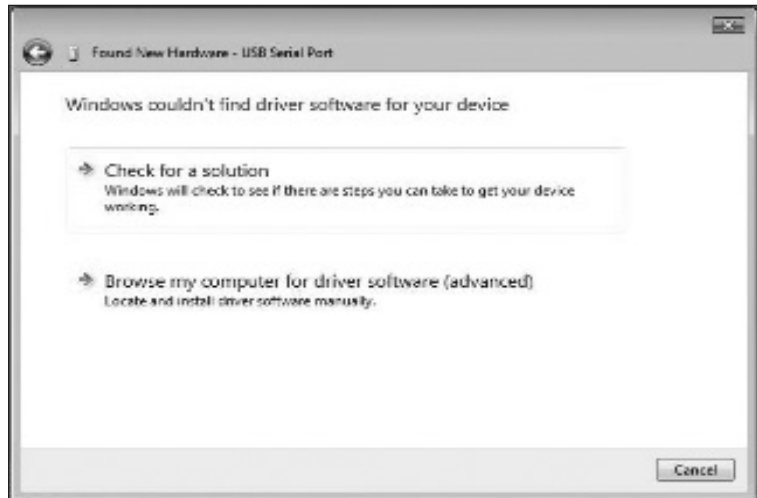 Found New Hardware - USB Serial Port
Windows couldn't find driver software for your device
Check for a solution
Windows will check to see if there are steps you can take to get your device
working.
Browse my computer for driver software (advanced)
Locate and install driver software manually.
Cancel